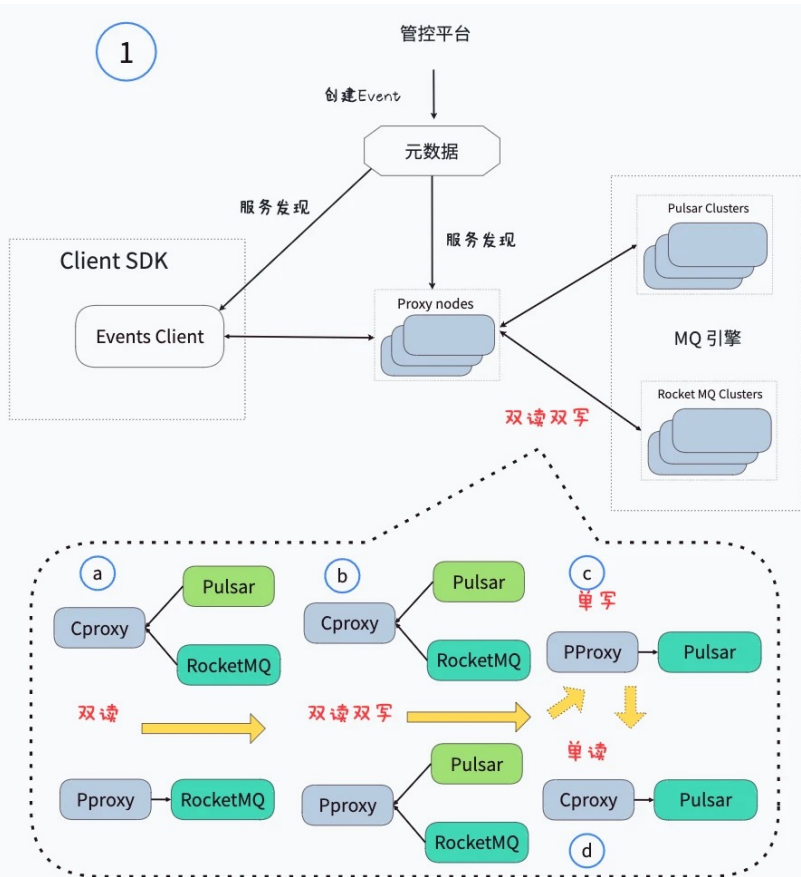 1
管控平台
创建Event
元数据
服务发现
服务发现
Client SDK
Events Client
Proxy nodes
Pulsar Clusters
MQ 引擎
Rocket MQ Clusters
双读双写
a
Pulsar
Cproxy
RocketMQ
双读
Pproxy
RocketMQ
b
Pulsar
Cproxy
RocketMQ
双读双写
Pulsar
Pproxy
RocketMQ
c
单写
PProxy
Pulsar
单读
Cproxy
Pulsar
d